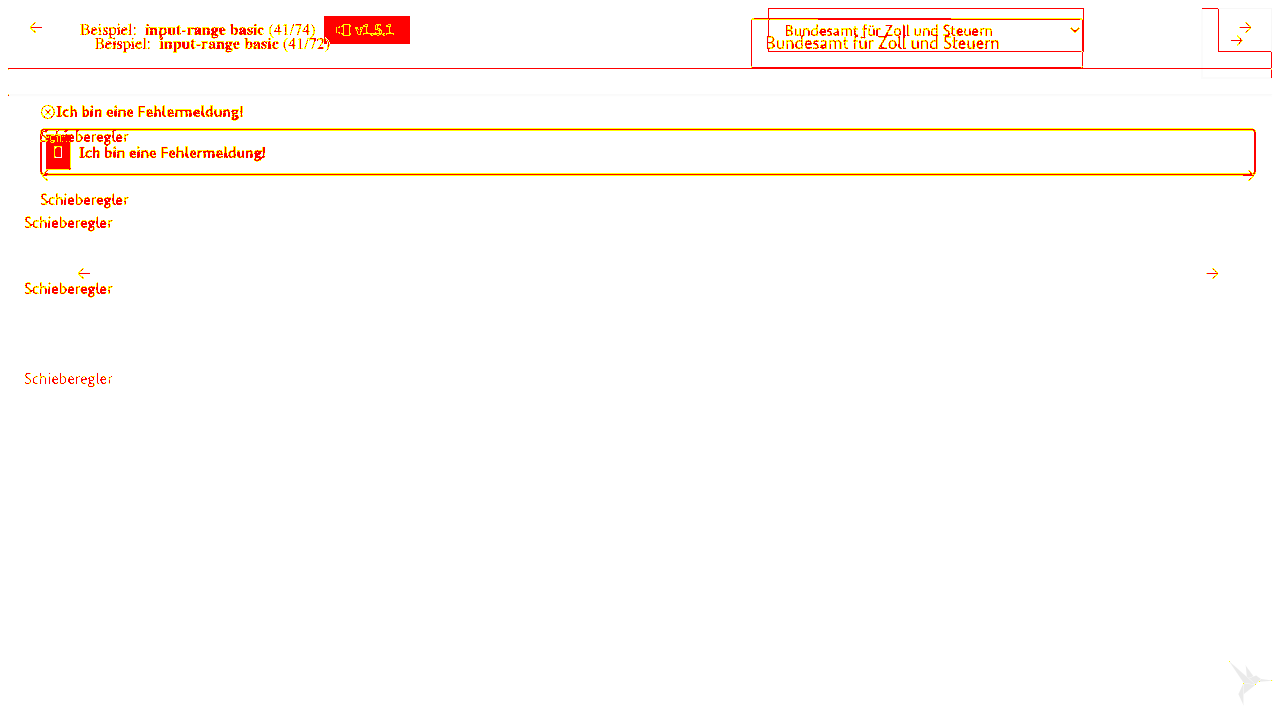 Beispiel: input-range basic (41/74) v1.5.1
Beispiel: input-range basic (41/72)
Bundesamt für Zoll und Steuern
Bundesamt für Zoll und Steuern
Ich bin eine Fehlermeldung!
Schieberegler
Ich bin eine Fehlermeldung!
Schieberegler
Schieberegler
Schieberegler
Schieberegler